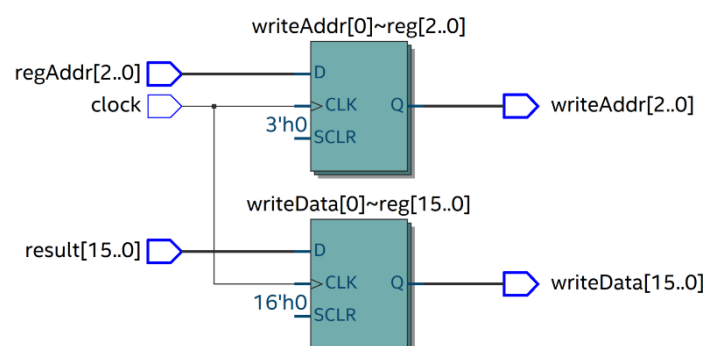 writeAddr[0]~reg[2..0]
regAddr[2..0]
D
clock
>CLK
Q
writeAddr[2..0]
3'h0
SCLR
writeData[0]~reg[15..0]
result[15..0]
D
>CLK
Q
writeData[15..0]
16'h0
SCLR